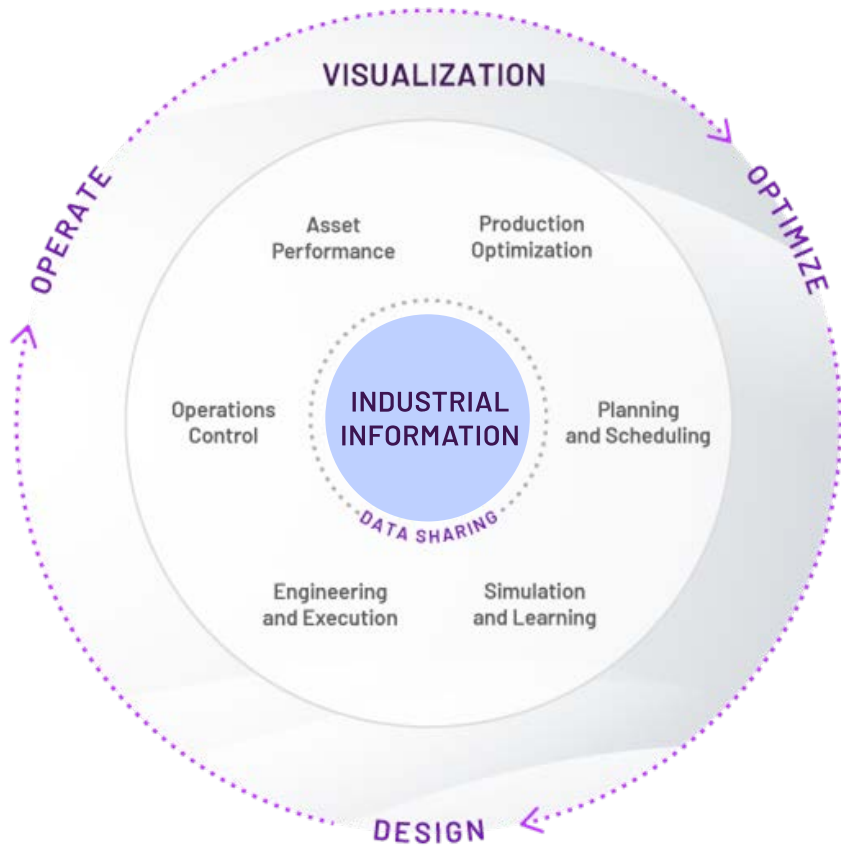 VISUALIZATION
OPERATE
OPTIMIZE
Asset
Performance
Production
Optimization
Operations
Control
INDUSTRIAL
INFORMATION
Planning
and Scheduling
DATA SHARING
Engineering
and Execution
Simulation
and Learning
DESIGN